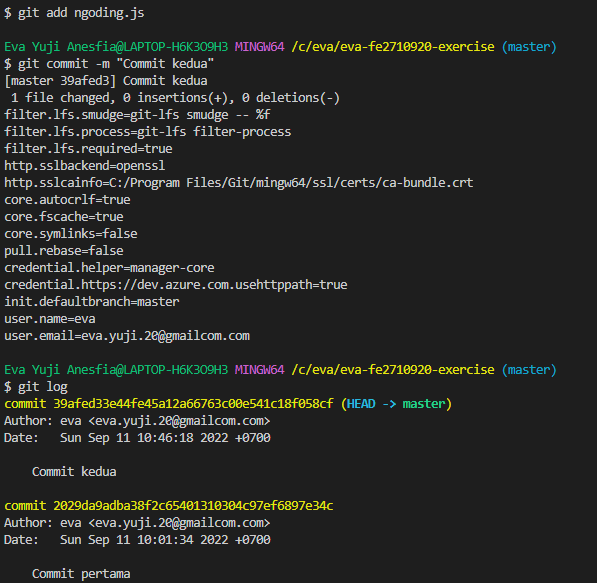 $ git add ngoding.js
Eva Yuji Anesfia@LAPTOP-H6K3O9H3 MINGW64 /c/eva/eva-fe2710920-exercise (master)
$ git commit -m "Commit kedua"
[master 39afed3] Commit kedua
 1 file changed, 0 insertions(+), 0 deletions(-)
filter.lfs.smudge=git-lfs smudge -- %f
filter.lfs.process=git-lfs filter-process
filter.lfs.required=true
http.sslbackend=openssl
http.sslcainfo=C:/Program Files/Git/mingw64/ssl/certs/ca-bundle.crt
core.autocrlf=true
core.fscache=true
core.symlinks=false
pull.rebase=false
credential.helper=manager-core
credential.https://dev.azure.com.usehttppath=true
init.defaultbranch=master
user.name=eva
user.email=eva.yuji.20@gmailcom.com
Eva Yuji Anesfia@LAPTOP-H6K3O9H3 MINGW64 /c/eva/eva-fe2710920-exercise (master)
$ git log
commit 39afed33e44fe45a12a66763c00e541c18f058cf (HEAD -> master)
Author: eva <eva.yuji.20@gmailcom.com>
Date:   Sun Sep 11 10:46:18 2022 +0700
    Commit kedua
commit 2029da9adba38f2c65401310304c97ef6897e34c
Author: eva <eva.yuji.20@gmailcom.com>
Date:   Sun Sep 11 10:01:34 2022 +0700
    Commit pertama